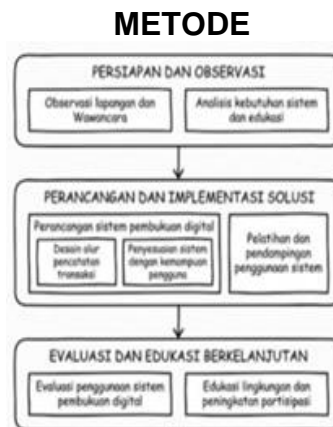 METODE
PERSIAPAN DAN OBSERVASI
Observasi lapangan dan
Wawancara
Analisis kebutuhan sistem
dan edukasi
PERANCANGAN DAN IMPLEMENTASI SOLUSI
Perancangan sistem pembukuan digital
Desain alur
pencatatan
transaksi
Penyesuaian sistem
dengan kemampuan
pengguna
Pelatihan dan
pendampingan
penggunaan sistem
EVALUASI DAN EDUKASI BERKELANJUTAN
Evaluasi penggunaan sistem
pembukuan digital
Edukasi lingkungan dan
peningkatan partisipasi